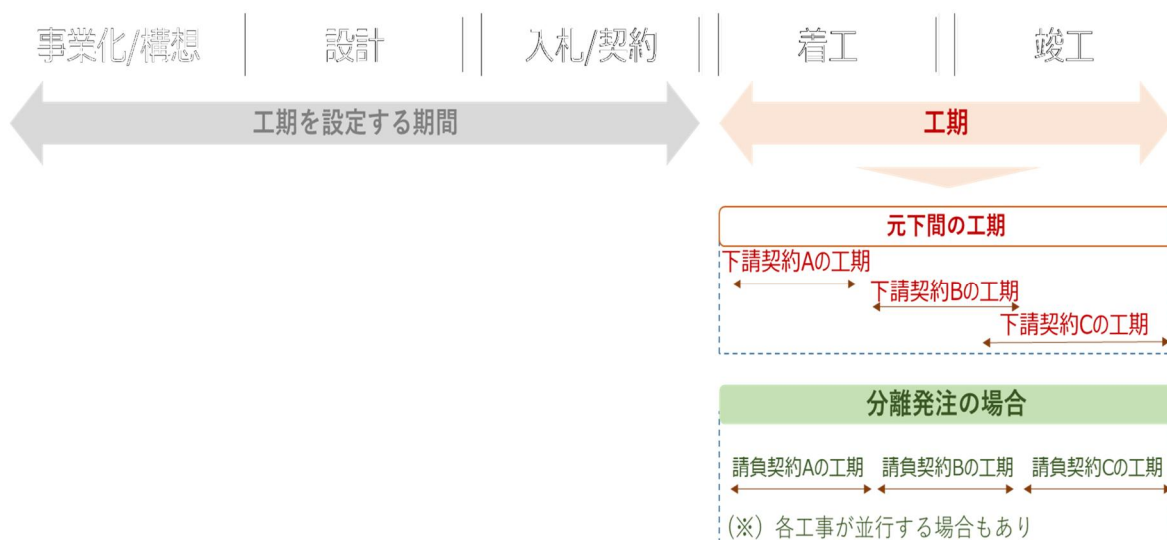 事業化/構想 設計 入札/契約 着工 竣工
工期を設定する期間 工期
元下間の工期
下請契約Aの工期
下請契約Bの工期
下請契約Cの工期
分離発注の場合
請負契約Aの工期 請負契約Bの工期 請負契約Cの工期
(※) 各工事が並行する場合もあり